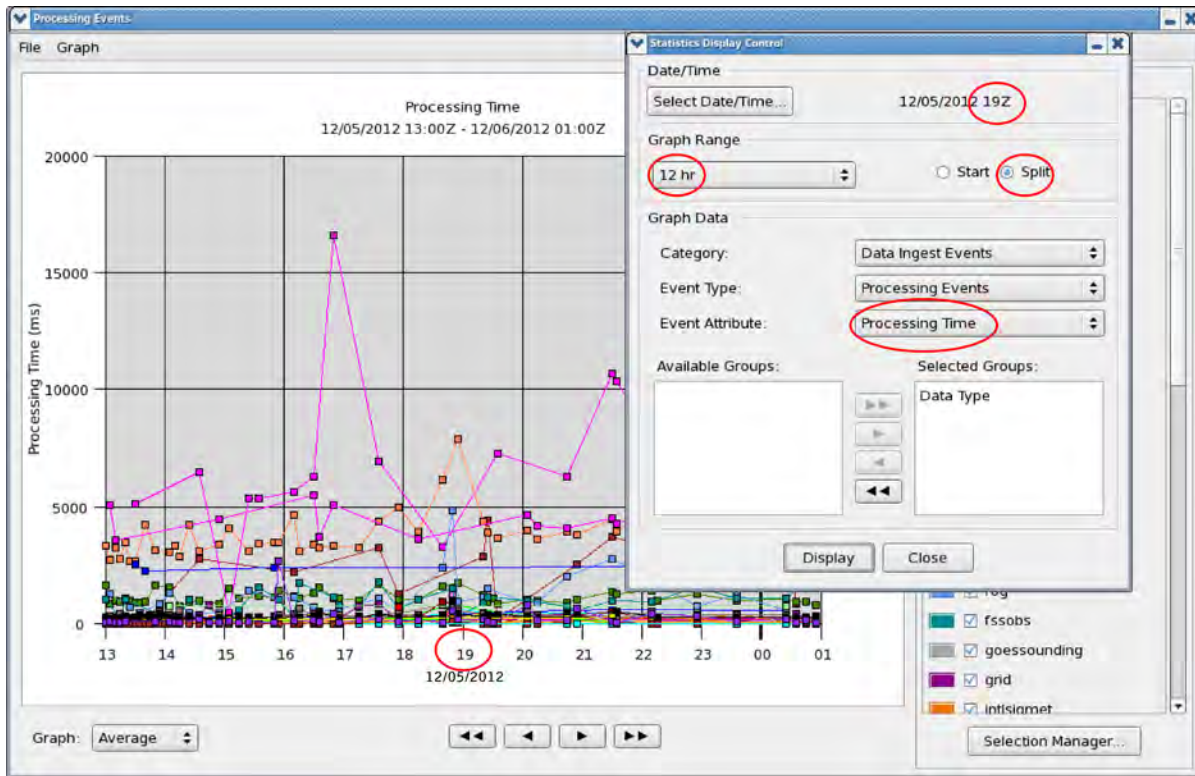 Processing Events
File Graph
Processing Time
12/05/2012 13:00Z - 12/06/2012 01:00Z
Processing Time (ms)
20000
15000
10000
5000
0
13 14 15 16 17 18 19 20 21 22 23 00 01
12/05/2012
Graph: Average
Statistics Display Control
Date/Time
Select Date/Time... 12/05/2012 19Z
Graph Range
12 hr Start Split
Graph Data
Category: Data Ingest Events
Event Type: Processing Events
Event Attribute: Processing Time
Available Groups: Selected Groups:
Data Type
Display Close
fssobs
goessounding
grid
intlsigmet
Selection Manager...